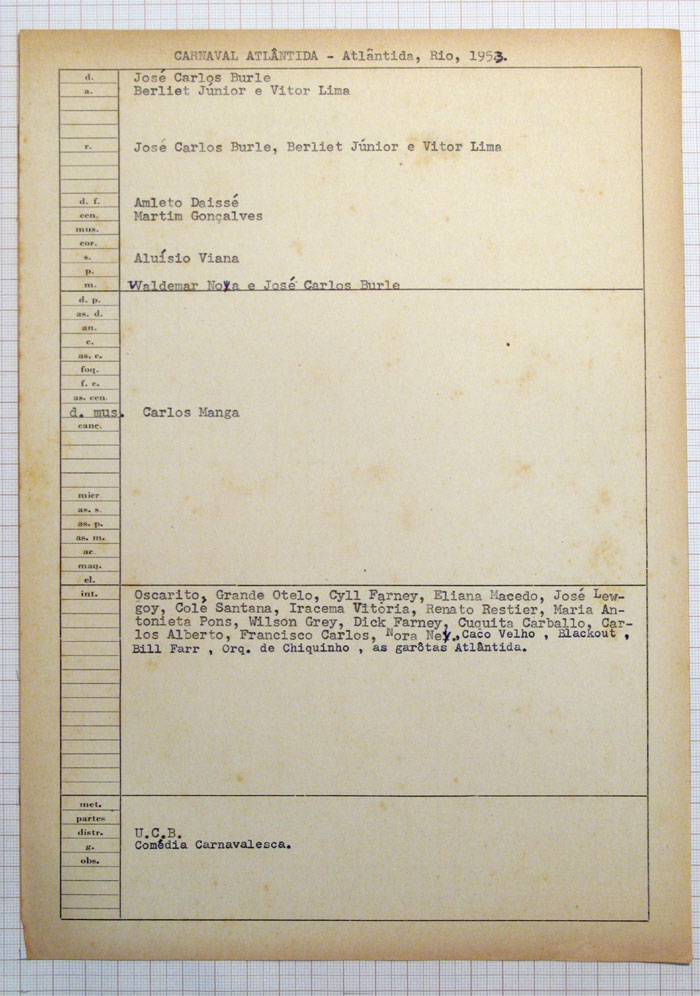 CARNAVAL ATLÂNTIDA - Atlântida, Rio, 1953.
d. José Carlos Burle
a. Berliet Júnior e Vitor Lima
r. José Carlos Burle, Berliet Júnior e Vitor Lima
d. f. Amleto Daissé
cen. Martim Gonçalves
mus.
cor.
s. Aluísio Viana
p.
m. Waldemar Noya e José Carlos Burle
d. p.
as. d.
an.
c.
as. c.
foq.
f. c.
as. cen.
d. mus. Carlos Manga
canc.
mier
as. s.
as. p.
as. m.
ac.
maq.
el.
int. Oscarito, Grande Otelo, Cyll Farney, Eliana Macedo, José Lew-
goy, Cole Santana, Iracema Vitória, Renato Restier, Maria An-
tonieta Pons, Wilson Grey, Dick Farney, Cuquita Carballo, Car-
los Alberto, Francisco Carlos, Nora Ney, Caco Velho , Blackout ,
Bill Farr , Orq. de Chiquinho , as garôtas Atlântida.
met.
partes
distr. U.C.B.
g. Comédia Carnavalesca.
obs.